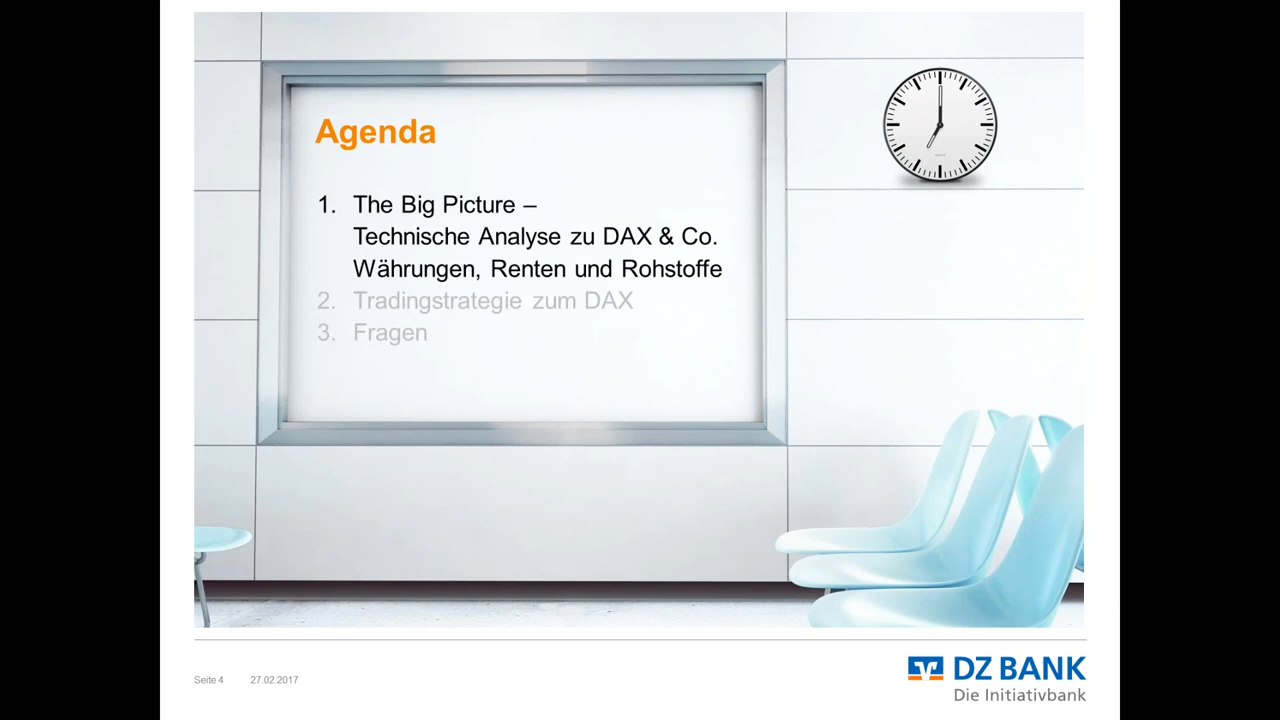 Agenda
1. The Big Picture –
Technische Analyse zu DAX & Co.
Währungen, Renten und Rohstoffe
2. Tradingstrategie zum DAX
3. Fragen
Seite 4 27.02.2017
DZ BANK
Die Initiativbank